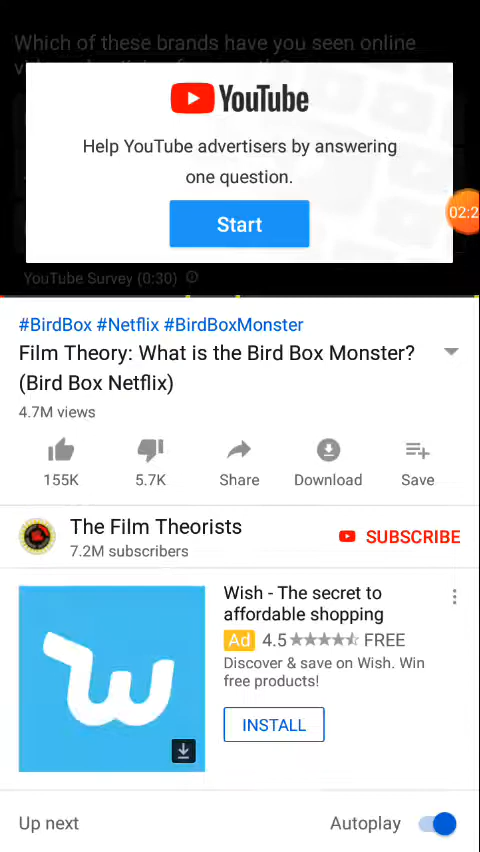 Which of these brands have you seen online
YouTube
Help YouTube advertisers by answering
one question.
Start
02:2
YouTube Survey (0:30)
#BirdBox #Netflix #BirdBoxMonster
Film Theory: What is the Bird Box Monster?
(Bird Box Netflix)
4.7M views
155K 5.7K Share Download Save
The Film Theorists
7.2M subscribers
SUBSCRIBE
Wish - The secret to
affordable shopping
Ad 4.5 FREE
Discover & save on Wish. Win
free products!
INSTALL
Up next
Autoplay